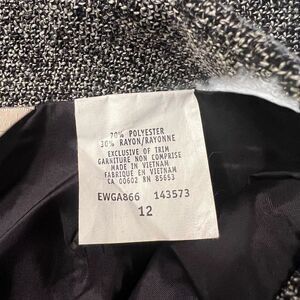 70% POLYESTER
30% RAYON/RAYONNE
EXCLUSIVE OF TRIM
GARNITURE NON COMPRISE
MADE IN VIETNAM
FABRIQUE EN VIETNAM
CA 00602 RN 85653
EWGA866 143573
12